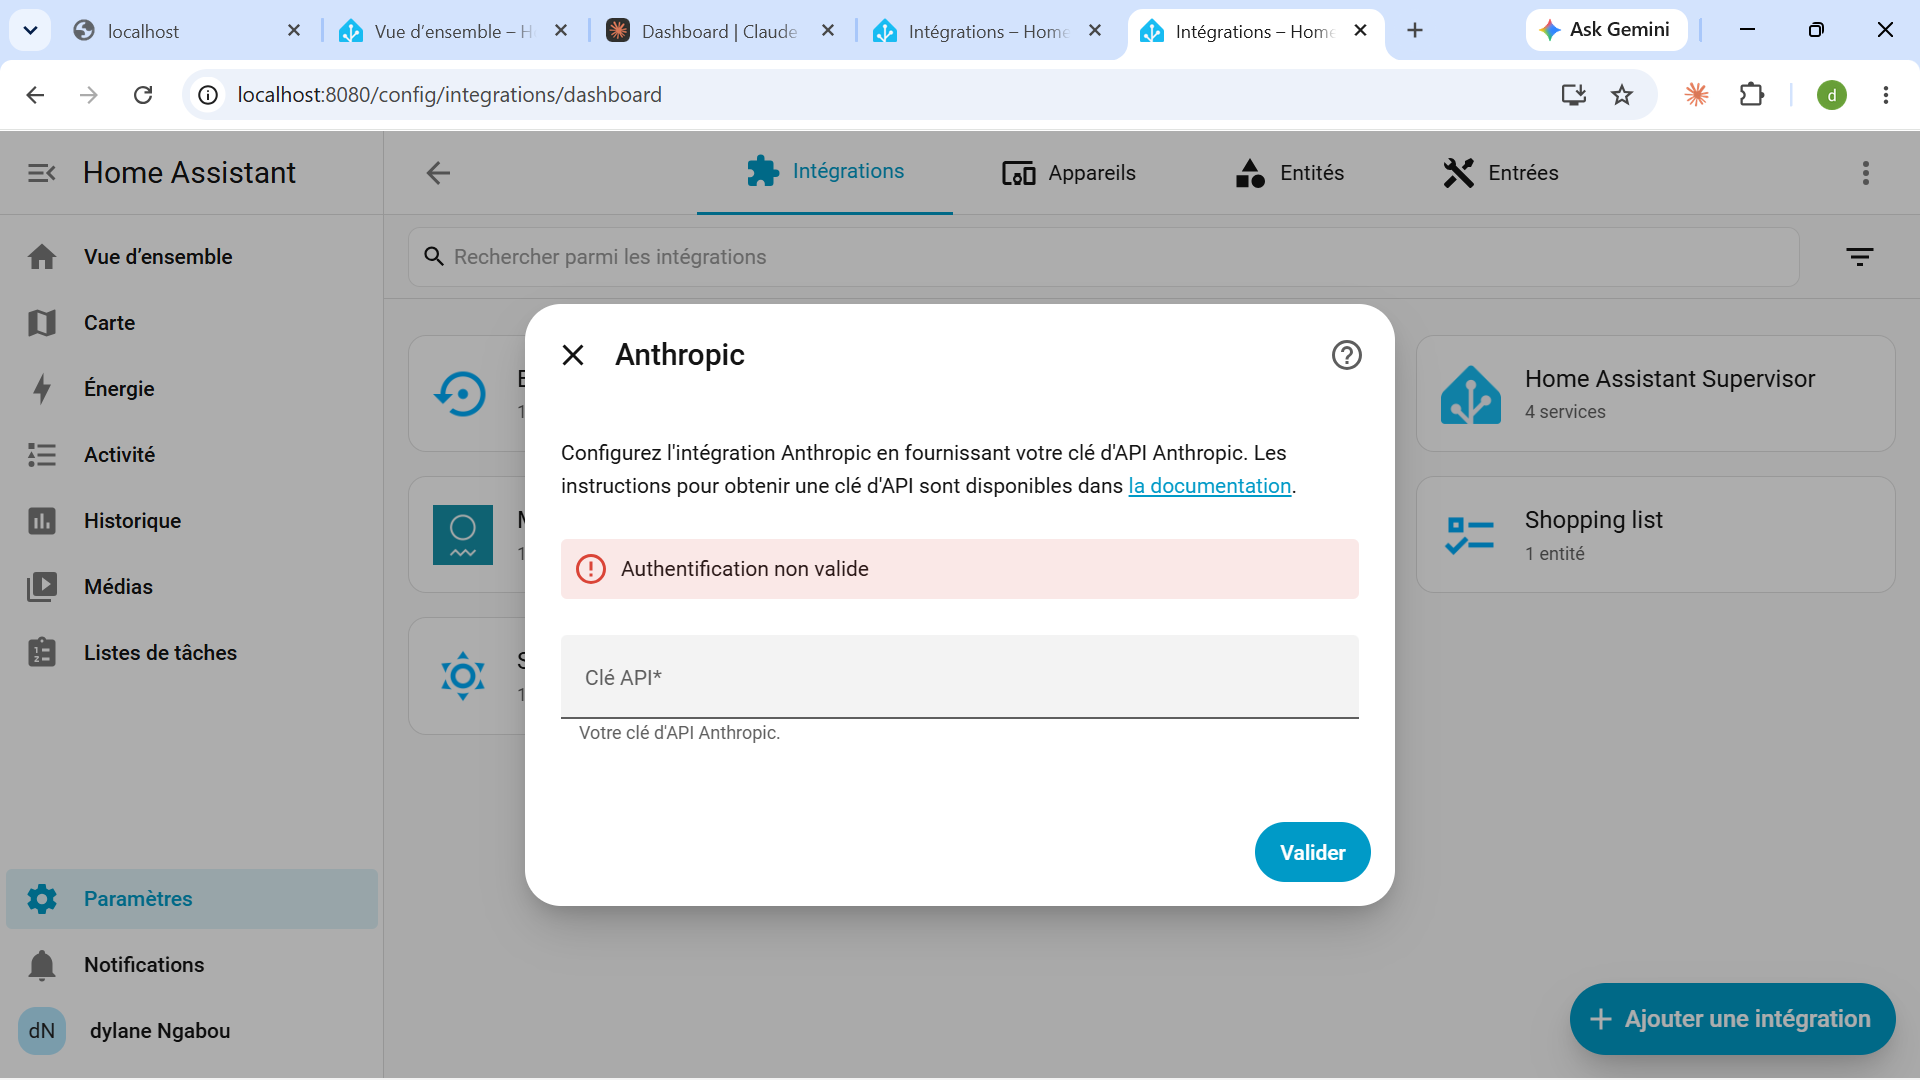 localhost
Vue d'ensemble – H
Dashboard | Claude
Intégrations – Home
Intégrations – Home
Ask Gemini
localhost:8080/config/integrations/dashboard
d
Home Assistant
Intégrations
Appareils
Entités
Entrées
Vue d'ensemble
Carte
Énergie
Activité
Historique
Médias
Listes de tâches
Paramètres
Notifications
dN
dylane Ngabou
Rechercher parmi les intégrations
Home Assistant Supervisor
4 services
Shopping list
1 entité
Anthropic
Configurez l'intégration Anthropic en fournissant votre clé d'API Anthropic. Les
instructions pour obtenir une clé d'API sont disponibles dans la documentation.
Authentification non valide
Clé API*
Votre clé d'API Anthropic.
Valider
Ajouter une intégration